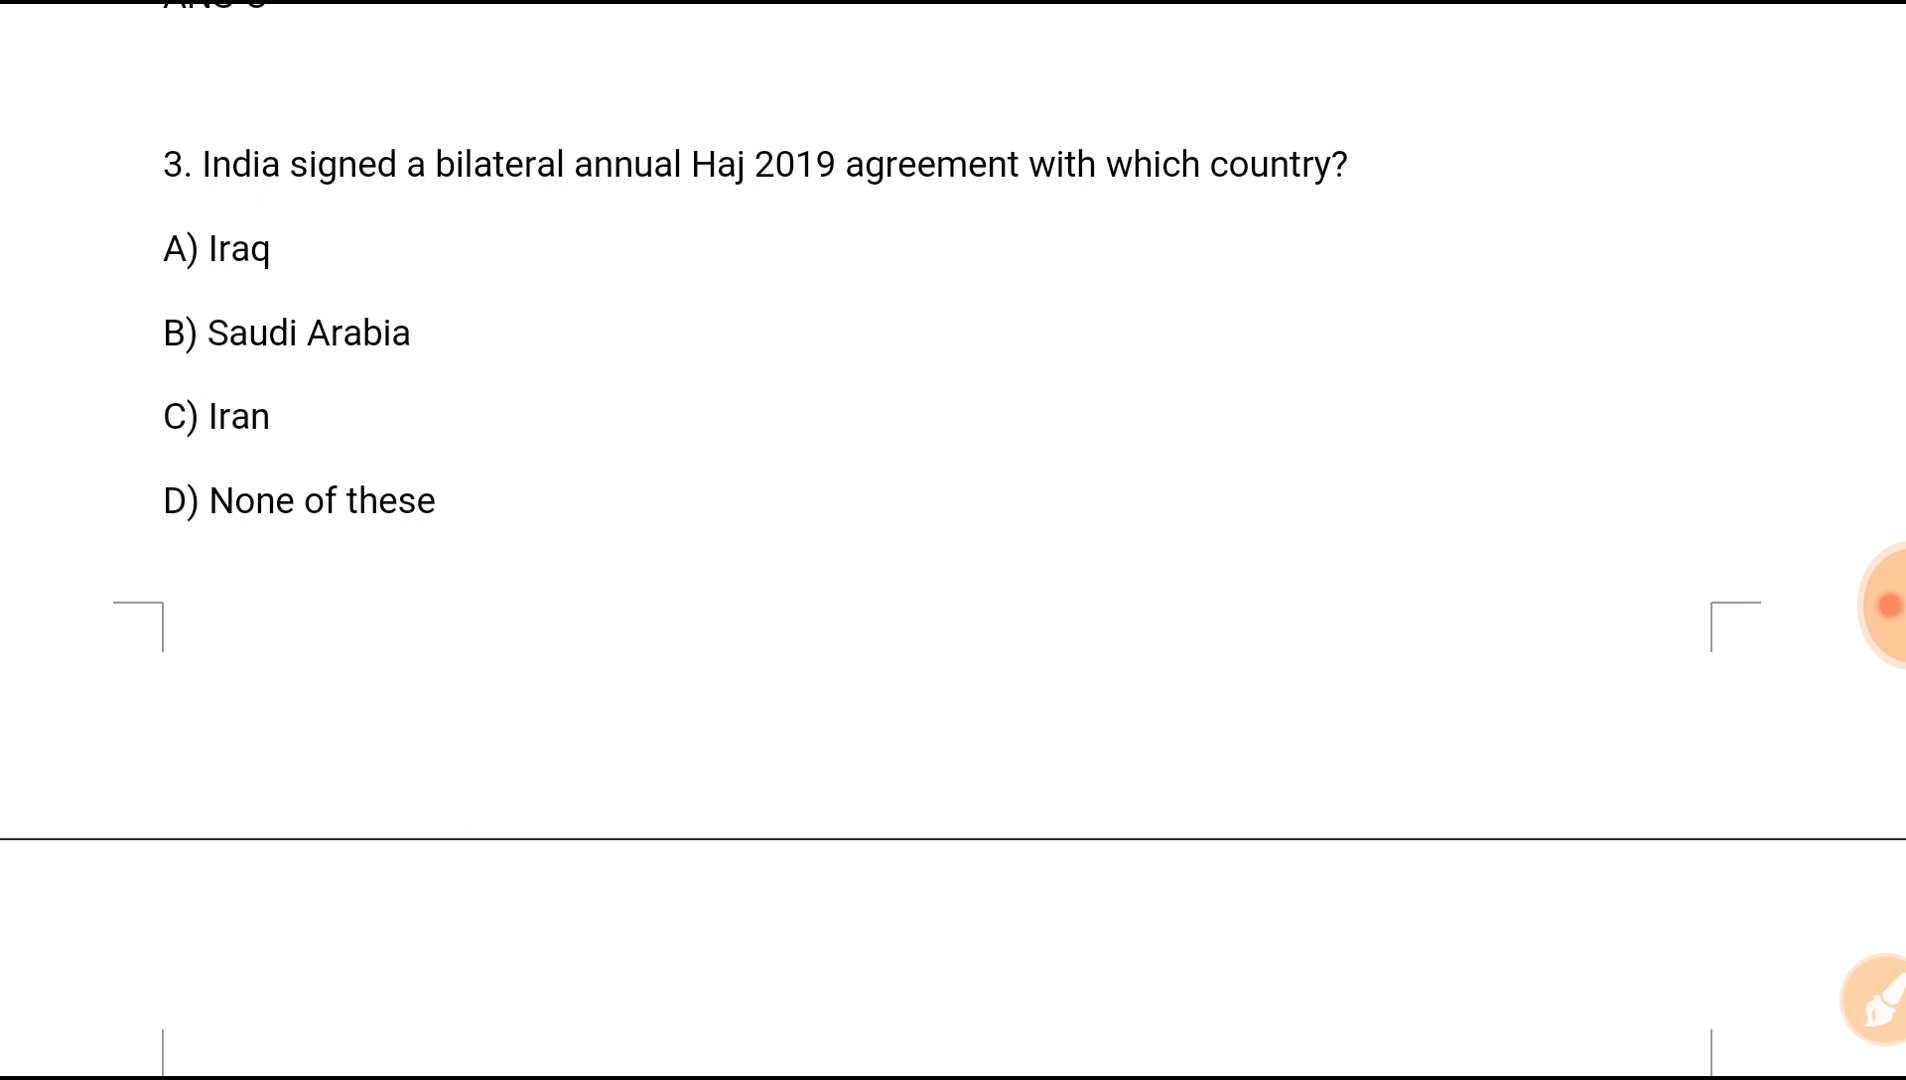 3. India signed a bilateral annual Haj 2019 agreement with which country?
A) Iraq
B) Saudi Arabia
C) Iran
D) None of these